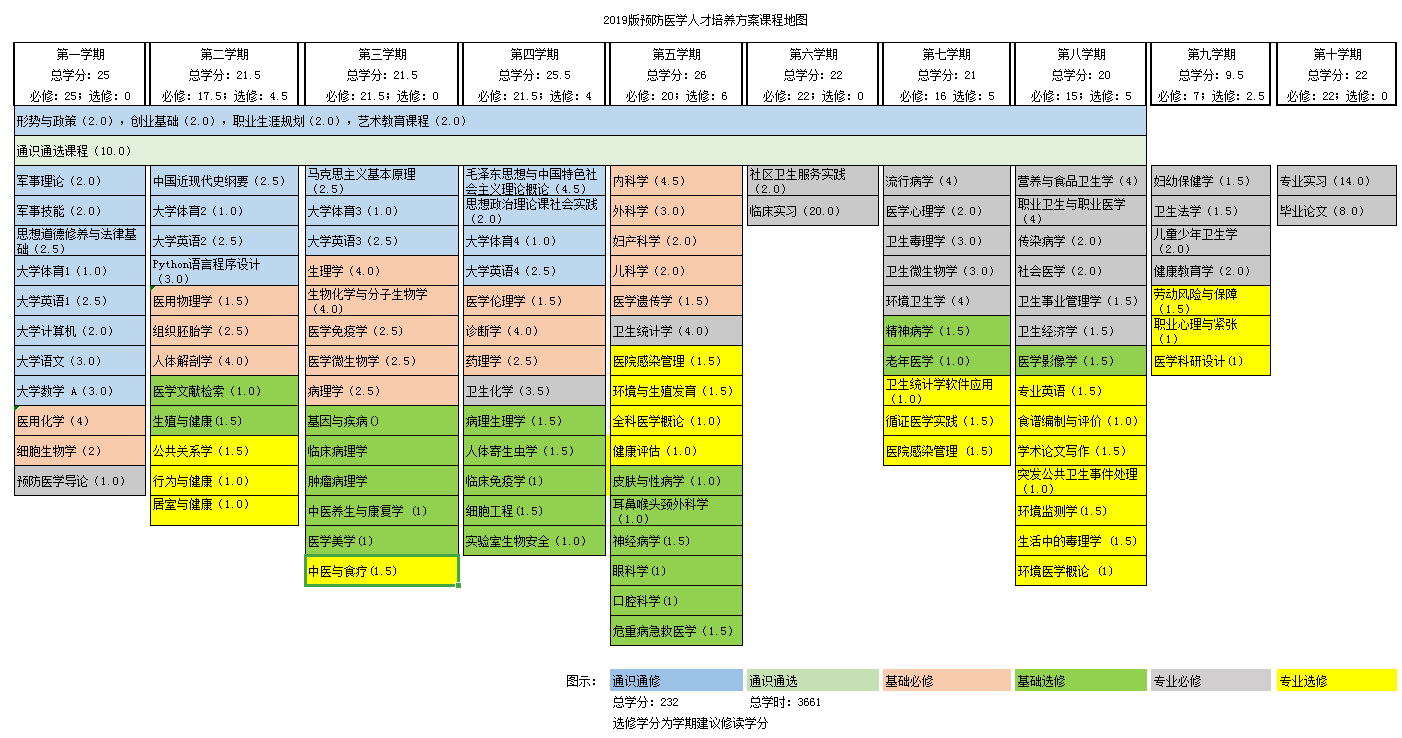 2019版预防医学人才培养方案课程地图
第一学期
总学分: 25
必修: 25; 选修: 0
第二学期
总学分: 21.5
必修: 17.5; 选修: 4.5
第三学期
总学分: 21.5
必修: 21.5; 选修: 0
第四学期
总学分: 25.5
必修: 21.5; 选修: 4
第五学期
总学分: 26
必修: 20; 选修: 6
第六学期
总学分: 22
必修: 22; 选修: 0
第七学期
总学分: 21
必修: 16 选修: 5
第八学期
总学分: 20
必修: 15; 选修: 5
第九学期
总学分: 9.5
必修: 7; 选修: 2.5
第十学期
总学分: 22
必修: 22; 选修: 0
形势与政策（2.0）,创业基础（2.0）,职业生涯规划（2.0）,艺术教育课程（2.0）
通识通选课程（10.0）
军事理论（2.0）
军事技能（2.0）
思想道德修养与法律基
础（2.5）
大学体育1（1.0）
大学英语1（2.5）
大学计算机（2.0）
大学语文（3.0）
大学数学 A（3.0）
医用化学（4）
细胞生物学（2）
预防医学导论（1.0）
中国近现代史纲要（2.5）
大学体育2（1.0）
大学英语2（2.5）
Python语言程序设计
（3.0）
医用物理学（1.5）
组织胚胎学（2.5）
人体解剖学（4.0）
医学文献检索（1.0）
生殖与健康(1.5）
公共关系学（1.5）
行为与健康（1.0）
居室与健康（1.0）
马克思主义基本原理
（2.5）
大学体育3（1.0）
大学英语3（2.5）
生理学（4.0）
生物化学与分子生物学
（4.0）
医学免疫学（2.5）
医学微生物学（2.5）
病理学（2.5）
基因与疾病()
临床病理学
肿瘤病理学
中医养生与康复学 (1)
医学美学(1)
中医与食疗(1.5)
毛泽东思想与中国特色社
会主义理论概论（4.5）
思想政治理论课社会实践
（2.0）
大学体育4（1.0）
大学英语4（2.5）
医学伦理学（1.5）
诊断学（4.0）
药理学（2.5）
卫生化学（3.5）
病理生理学（1.5）
人体寄生虫学（1.5）
临床免疫学(1)
细胞工程(1.5)
实验室生物安全（1.0）
内科学（4.5）
外科学（3.0）
妇产科学（2.0）
儿科学（2.0）
医学遗传学（1.5）
卫生统计学（4.0）
医院感染管理（1.5）
环境与生殖发育（1.5）
全科医学概论（1.0）
健康评估（1.0）
皮肤与性病学（1.0）
耳鼻喉头颈外科学
（1.0）
神经病学(1.5)
眼科学(1)
口腔科学(1)
危重病急救医学（1.5）
社区卫生服务实践
（2.0）
临床实习（20.0）
流行病学（4）
医学心理学（2.0）
卫生毒理学（3.0）
卫生微生物学（3.0）
环境卫生学（4）
精神病学（1.5）
老年医学（1.0）
卫生统计学软件应用
（1.0）
循证医学实践（1.5）
医院感染管理（1.5）
营养与食品卫生学（4）
职业卫生与职业医学
（4）
传染病学（2.0）
社会医学（2.0）
卫生事业管理学（1.5）
卫生经济学（1.5）
医学影像学（1.5）
专业英语（1.5）
食谱编制与评价（1.0）
学术论文写作（1.5）
突发公共卫生事件处理
（1.0）
环境监测学(1.5)
生活中的毒理学 (1.5)
环境医学概论 (1)
妇幼保健学（1.5）
卫生法学（1.5）
儿童少年卫生学
（2.0）
健康教育学（2.0）
劳动风险与保障
（1.5）
职业心理与紧张
（1）
医学科研设计(1)
专业实习（14.0）
毕业论文（8.0）
图示:
通识通修
通识通选
基础必修
基础选修
专业必修
专业选修
总学分: 232
总学时: 3661
选修学分为学期建议修读学分